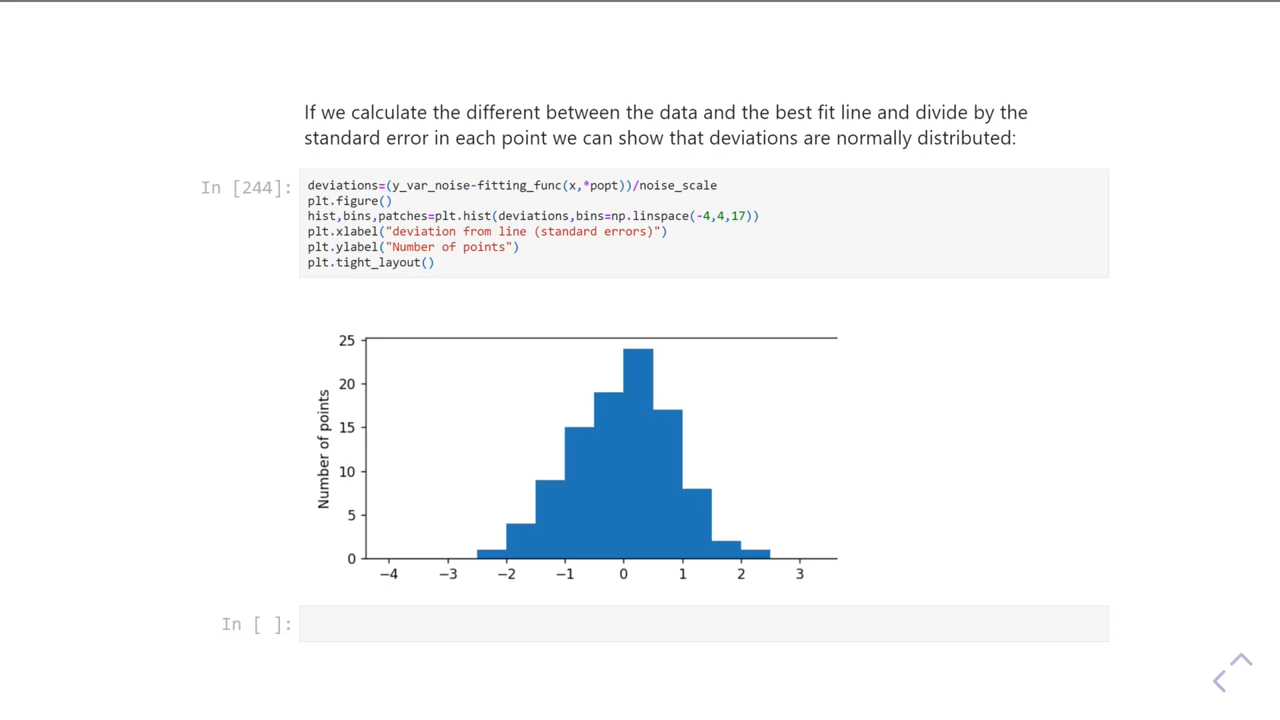 If we calculate the different between the data and the best fit line and divide by the
standard error in each point we can show that deviations are normally distributed:
In [244]:
deviations=(y_var_noise-fitting_func(x,*popt))/noise_scale
plt.figure()
hist,bins,patches=plt.hist(deviations,bins=np.linspace(-4,4,17))
plt.xlabel("deviation from line (standard errors)")
plt.ylabel("Number of points")
plt.tight_layout()
Number of points
25
20
15
10
5
0
−4 −3 −2 −1 0 1 2 3
In [ ]: